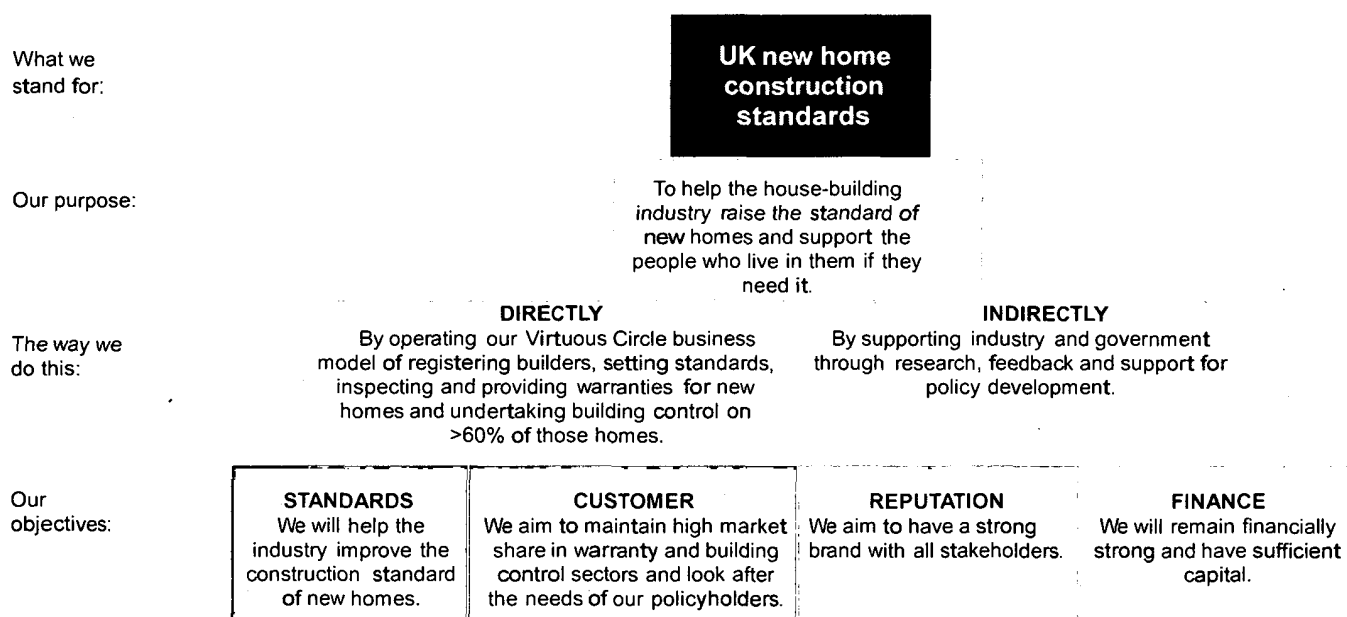 What we
stand for:
UK new home
construction
standards
Our purpose:
To help the house-building
industry raise the standard of
new homes and support the
people who live in them if they
need it.
The way we
do this:
DIRECTLY
By operating our Virtuous Circle business
model of registering builders, setting standards,
inspecting and providing warranties for new
homes and undertaking building control on
>60% of those homes.
INDIRECTLY
By supporting industry and government
through research, feedback and support for
policy development.
Our
objectives:
STANDARDS
We will help the
industry improve the
construction standard
of new homes.
CUSTOMER
We aim to maintain high market
share in warranty and building
control sectors and look after
the needs of our policyholders.
REPUTATION
We aim to have a strong
brand with all stakeholders.
FINANCE
We will remain financially
strong and have sufficient
capital.